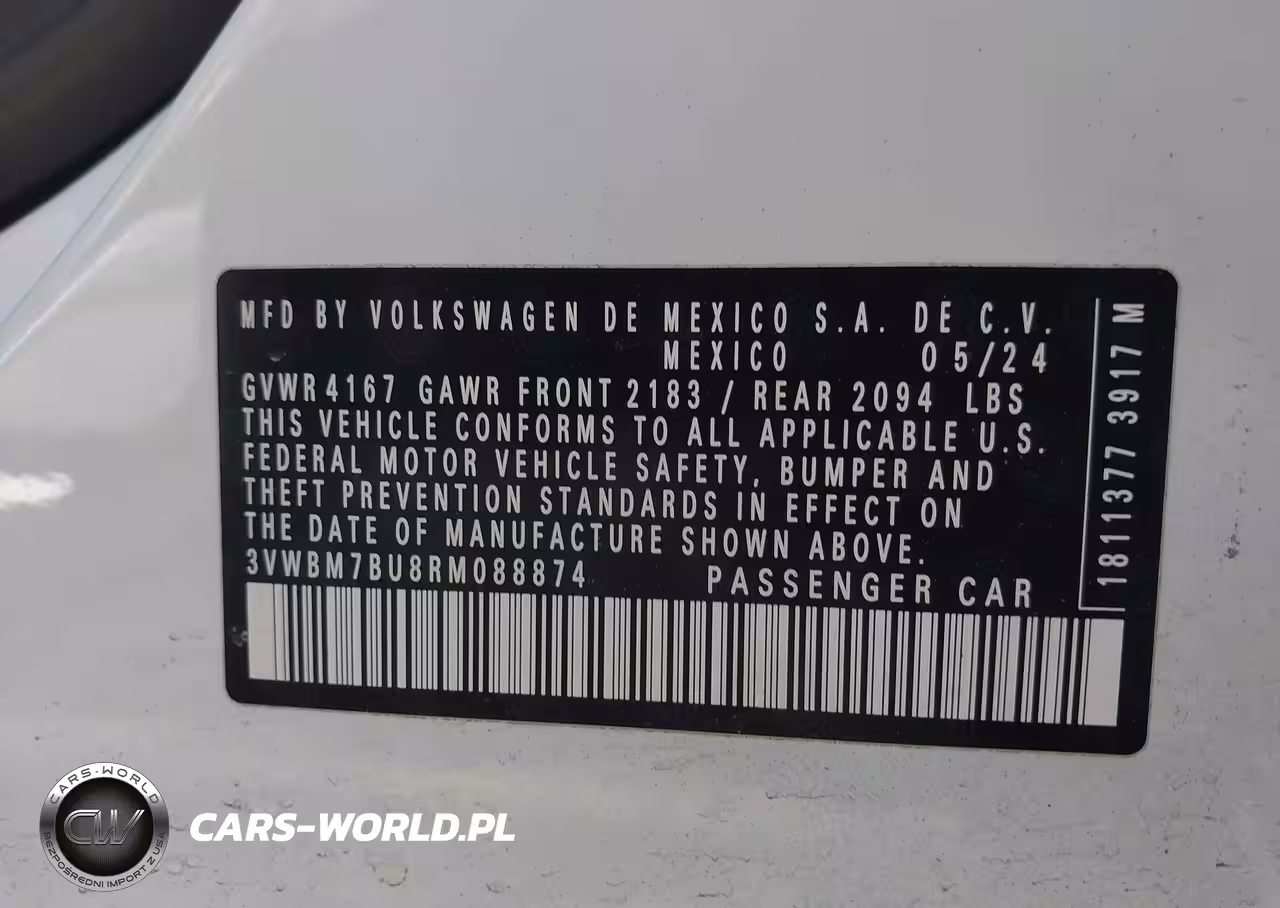 MFD BY VOLKSWAGEN DE MEXICO S.A. DE C.V.
MEXICO 05/24
GVWR 4167 GAWR FRONT 2183 / REAR 2094 LBS
THIS VEHICLE CONFORMS TO ALL APPLICABLE U.S.
FEDERAL MOTOR VEHICLE SAFETY, BUMPER AND
THEFT PREVENTION STANDARDS IN EFFECT ON
THE DATE OF MANUFACTURE SHOWN ABOVE.
3VWBM7BU8RM088874 PASSENGER CAR
1811377 3917 M
CARS-WORLD
CW
BEZPOŚREDNI IMPORT Z USA
CARS-WORLD.PL